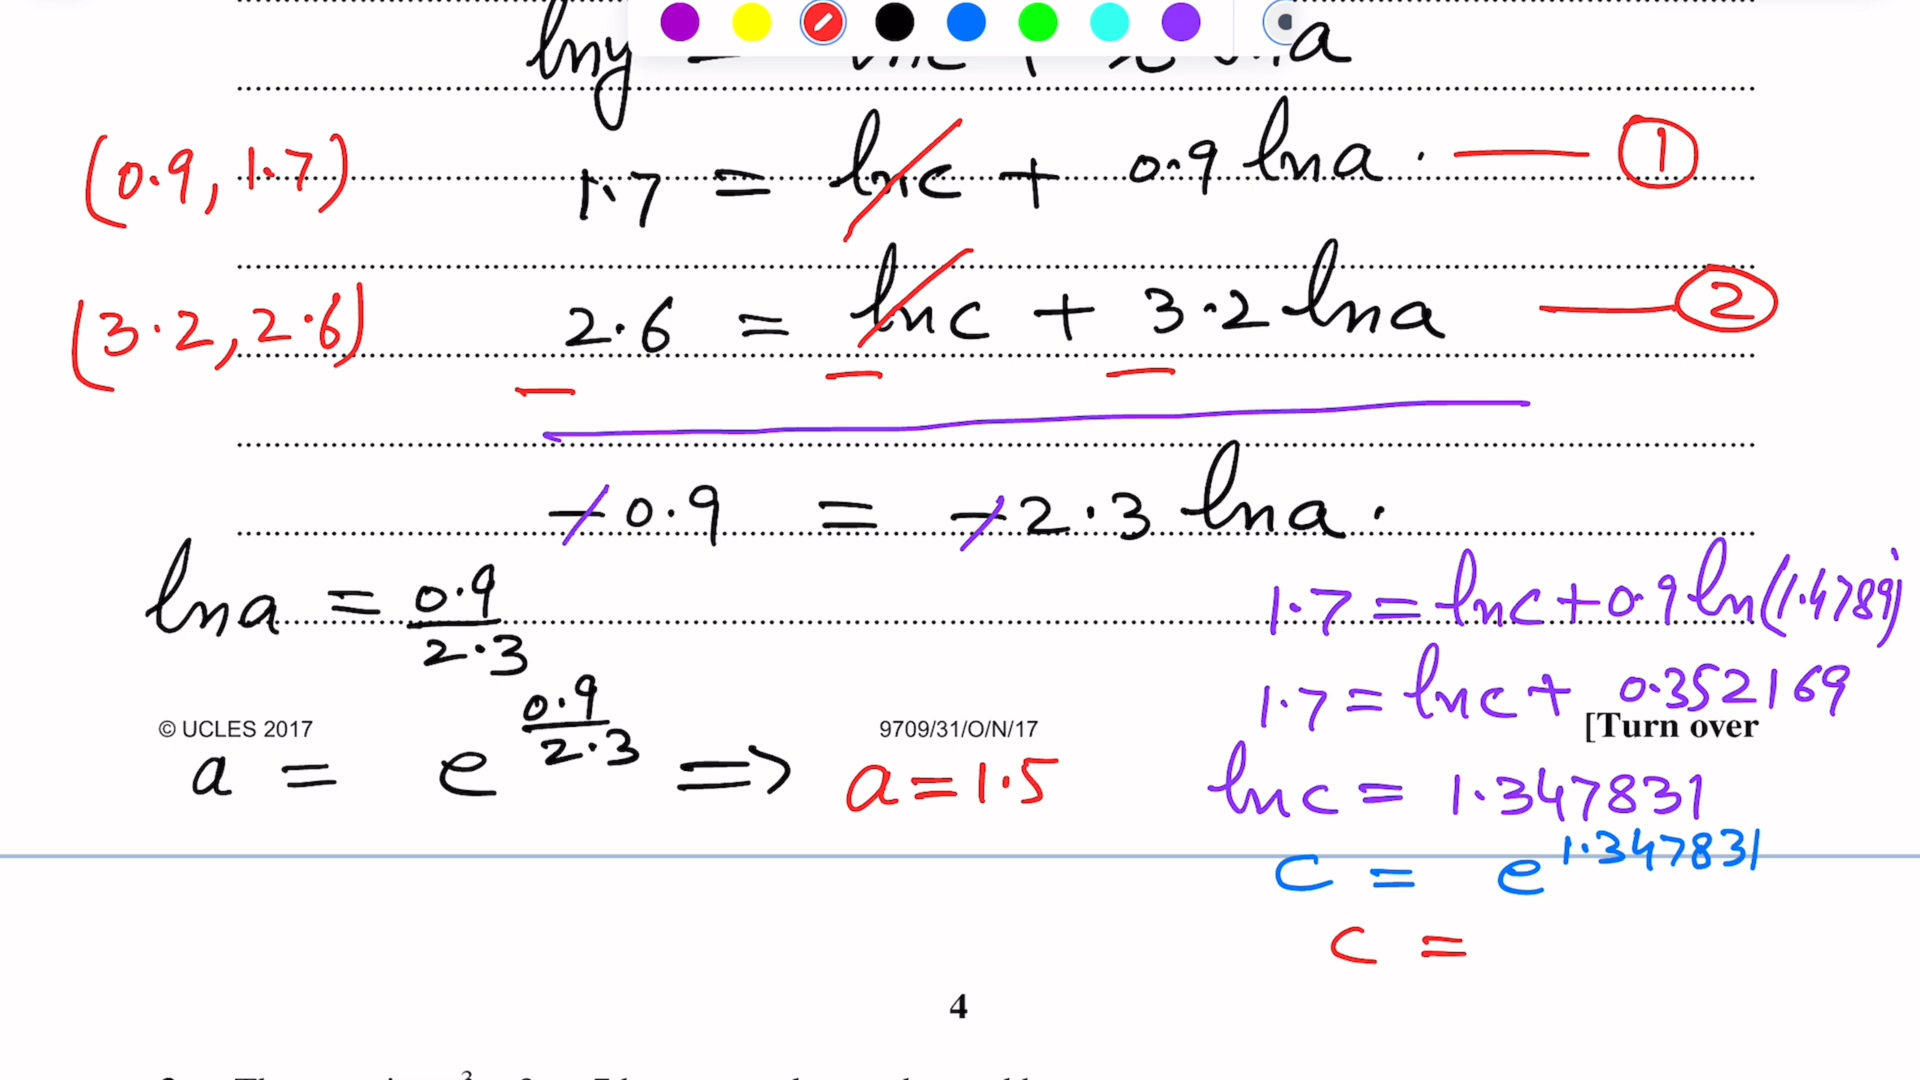 lny = lnc + x lna
(0.9, 1.7) 1.7 = lnc + 0.9 lna. — ①
(3.2, 2.6) 2.6 = lnc + 3.2 lna — ②
- 0.9 = - 2.3 lna.
lna = 0.9/2.3
1.7 = lnc + 0.9 ln(1.4789)
1.7 = lnc + 0.352169
© UCLES 2017 9709/31/O/N/17 [Turn over
a = e^(0.9/2.3) ⇒ a = 1.5
lnc = 1.347831
c = e^1.347831
c =
4